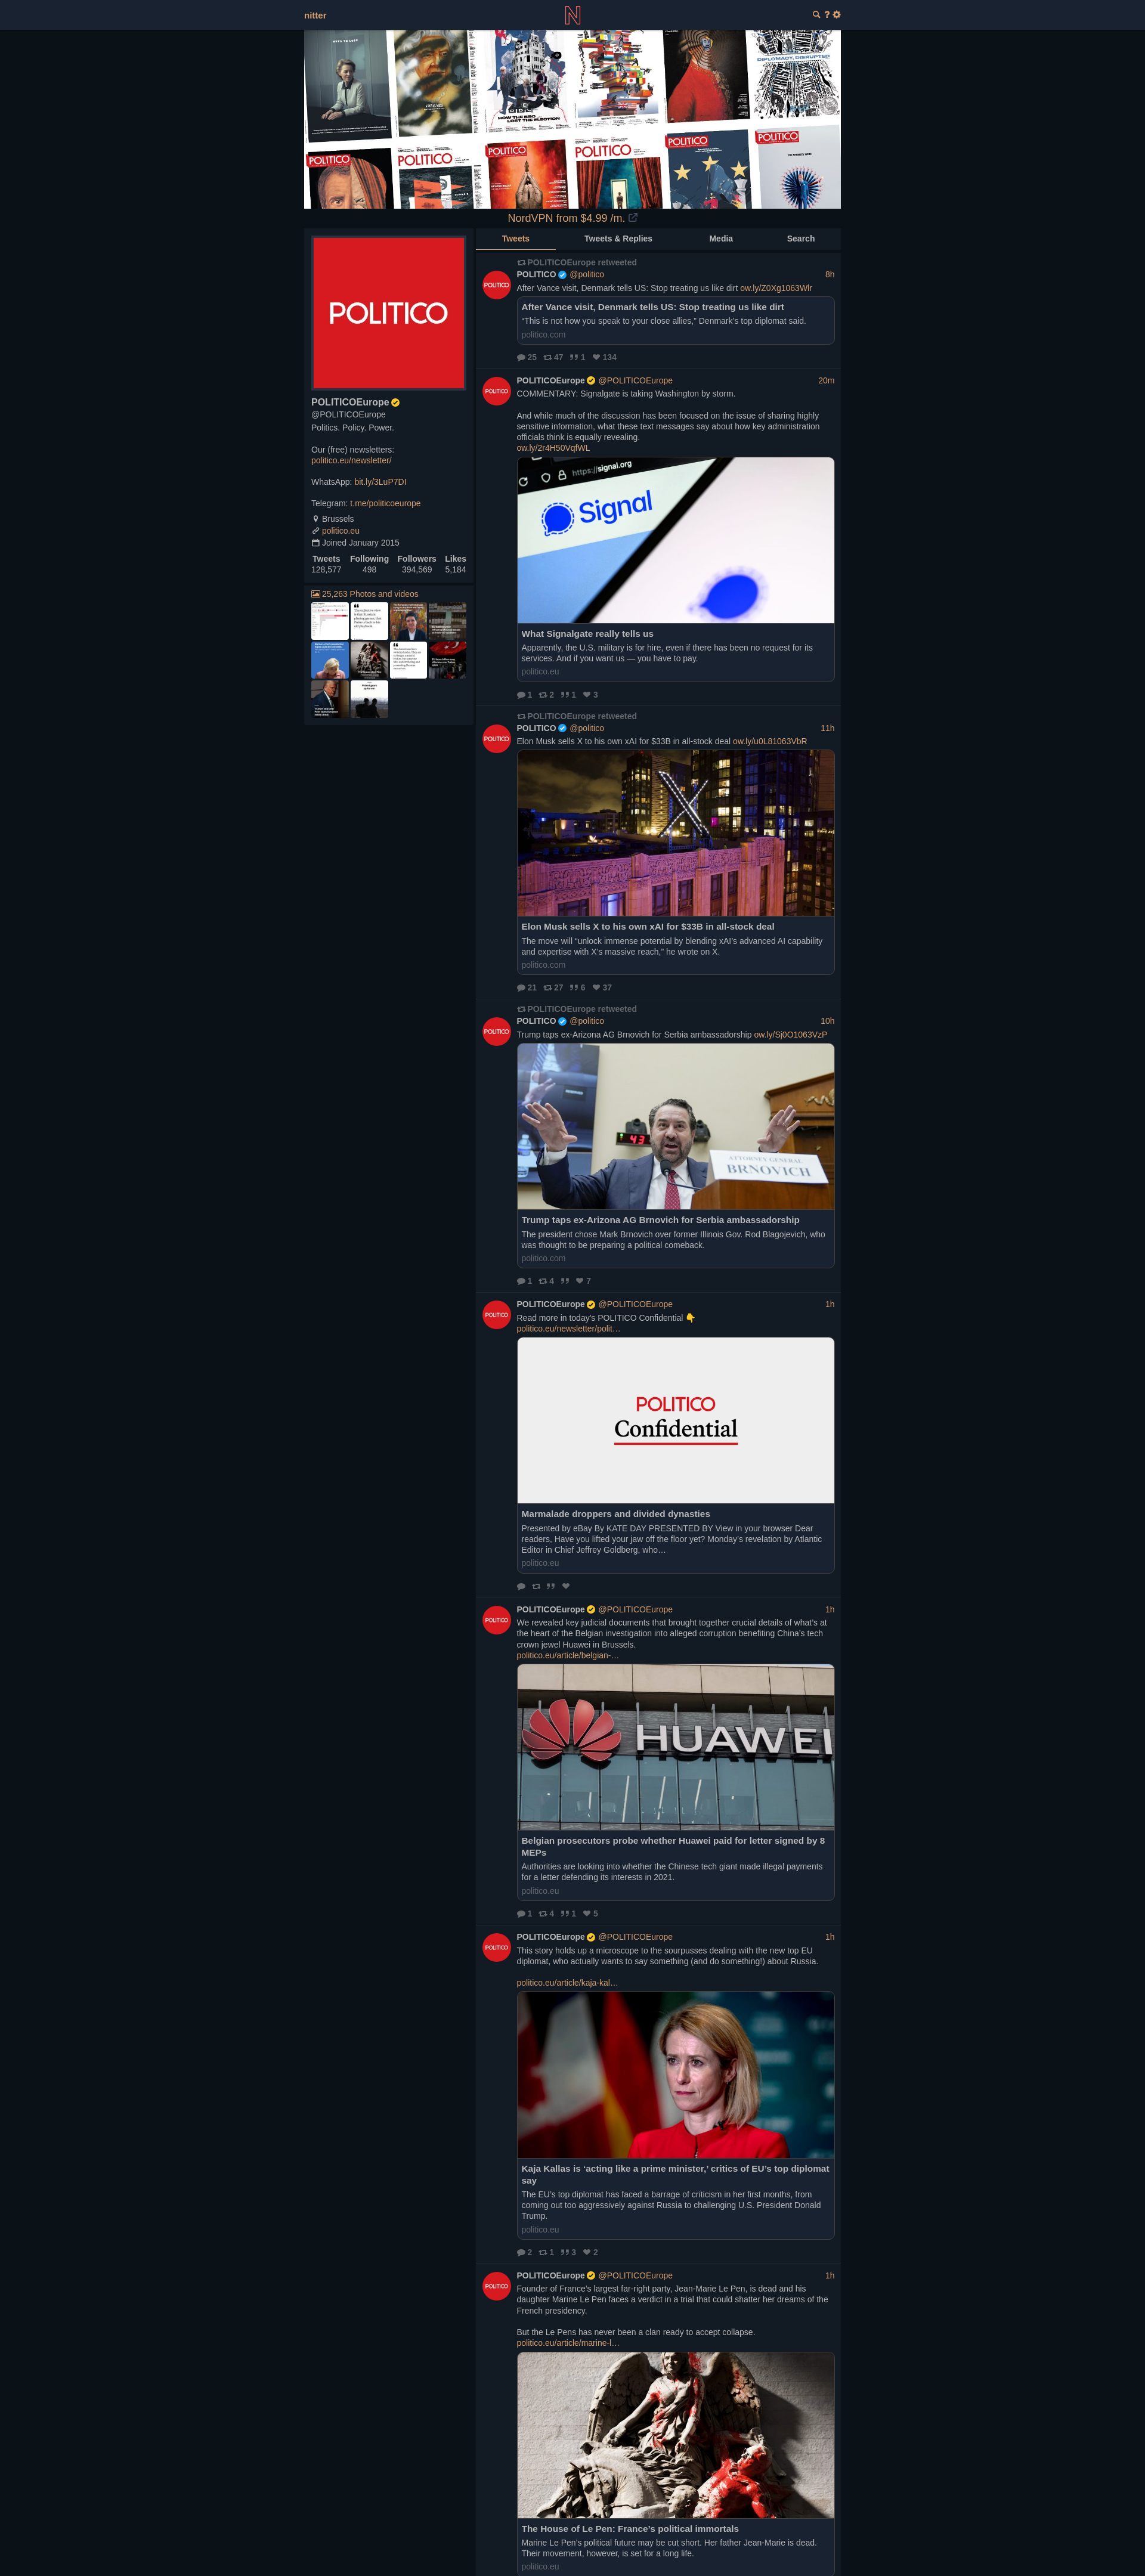 nitter
DIPLOMACY, DISRUPTED
HOW THE BBC
LOST THE ELECTION
POLITICO
POLITICO
POLITICO
POLITICO
POLITICO
POLITICO
NordVPN from $4.99 /m.
POLITICO
POLITICOEurope
@POLITICOEurope
Politics. Policy. Power.
Our (free) newsletters:
politico.eu/newsletter/
WhatsApp: bit.ly/3LuP7DI
Telegram: t.me/politicoeurope
Brussels
politico.eu
Joined January 2015
Tweets Following Followers Likes
128,577 498 394,569 5,184
25,263 Photos and videos
Tweets Tweets & Replies Media Search
POLITICOEurope retweeted
POLITICO @politico 8h
POLITICO
After Vance visit, Denmark tells US: Stop treating us like dirt ow.ly/Z0Xg1063Wlr
After Vance visit, Denmark tells US: Stop treating us like dirt
“This is not how you speak to your close allies,” Denmark’s top diplomat said.
politico.com
25 47 1 134
POLITICOEurope @POLITICOEurope 20m
POLITICO
COMMENTARY: Signalgate is taking Washington by storm.
And while much of the discussion has been focused on the issue of sharing highly
sensitive information, what these text messages say about how key administration
officials think is equally revealing.
ow.ly/2r4H50VqfWL
https://signal.org
Signal
What Signalgate really tells us
Apparently, the U.S. military is for hire, even if there has been no request for its
services. And if you want us — you have to pay.
politico.eu
1 2 1 3
POLITICOEurope retweeted
POLITICO @politico 11h
POLITICO
Elon Musk sells X to his own xAI for $33B in all-stock deal ow.ly/u0L81063VbR
X
Elon Musk sells X to his own xAI for $33B in all-stock deal
The move will “unlock immense potential by blending xAI’s advanced AI capability
and expertise with X’s massive reach,” he wrote on X.
politico.com
21 27 6 37
POLITICOEurope retweeted
POLITICO @politico 10h
POLITICO
Trump taps ex-Arizona AG Brnovich for Serbia ambassadorship ow.ly/Sj0O1063VzP
43
ATTORNEY GENERAL
BRNOVICH
Trump taps ex-Arizona AG Brnovich for Serbia ambassadorship
The president chose Mark Brnovich over former Illinois Gov. Rod Blagojevich, who
was thought to be preparing a political comeback.
politico.com
1 4 7
POLITICOEurope @POLITICOEurope 1h
POLITICO
Read more in today’s POLITICO Confidential 👇
politico.eu/newsletter/polit…
POLITICO
Confidential
Marmalade droppers and divided dynasties
Presented by eBay By KATE DAY PRESENTED BY View in your browser Dear
readers, Have you lifted your jaw off the floor yet? Monday’s revelation by Atlantic
Editor in Chief Jeffrey Goldberg, who…
politico.eu
POLITICOEurope @POLITICOEurope 1h
POLITICO
We revealed key judicial documents that brought together crucial details of what’s at
the heart of the Belgian investigation into alleged corruption benefiting China’s tech
crown jewel Huawei in Brussels.
politico.eu/article/belgian-…
HUAWEI
Belgian prosecutors probe whether Huawei paid for letter signed by 8
MEPs
Authorities are looking into whether the Chinese tech giant made illegal payments
for a letter defending its interests in 2021.
politico.eu
1 4 1 5
POLITICOEurope @POLITICOEurope 1h
POLITICO
This story holds up a microscope to the sourpusses dealing with the new top EU
diplomat, who actually wants to say something (and do something!) about Russia.
politico.eu/article/kaja-kal…
Kaja Kallas is ‘acting like a prime minister,’ critics of EU’s top diplomat
say
The EU’s top diplomat has faced a barrage of criticism in her first months, from
coming out too aggressively against Russia to challenging U.S. President Donald
Trump.
politico.eu
2 1 3 2
POLITICOEurope @POLITICOEurope 1h
POLITICO
Founder of France’s largest far-right party, Jean-Marie Le Pen, is dead and his
daughter Marine Le Pen faces a verdict in a trial that could shatter her dreams of the
French presidency.
But the Le Pens has never been a clan ready to accept collapse.
politico.eu/article/marine-l…
The House of Le Pen: France’s political immortals
Marine Le Pen’s political future may be cut short. Her father Jean-Marie is dead.
Their movement, however, is set for a long life.
politico.eu